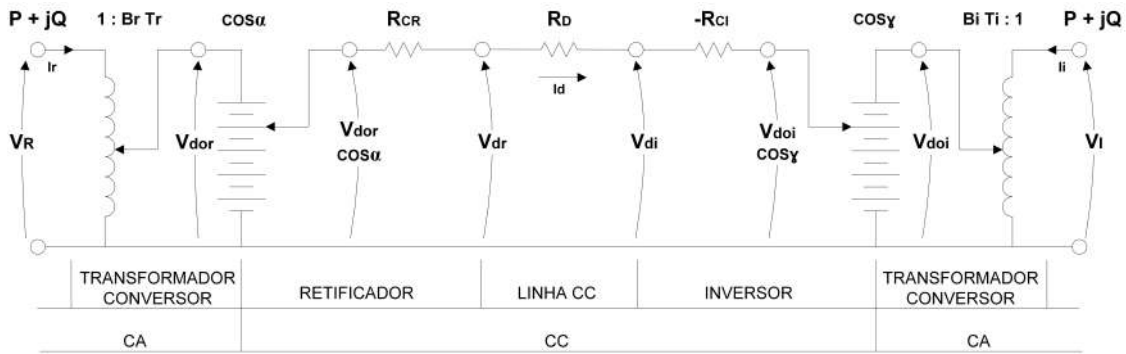 P + jQ 1 : Br Tr COSα RCR RD -RCI COSɣ Bi Ti : 1 P + jQ
Ir Id Ii
VR Vdor Vdor COSα Vdr Vdi Vdoi COSɣ Vdoi VI
TRANSFORMADOR CONVERSOR RETIFICADOR LINHA CC INVERSOR TRANSFORMADOR CONVERSOR
CA CC CA